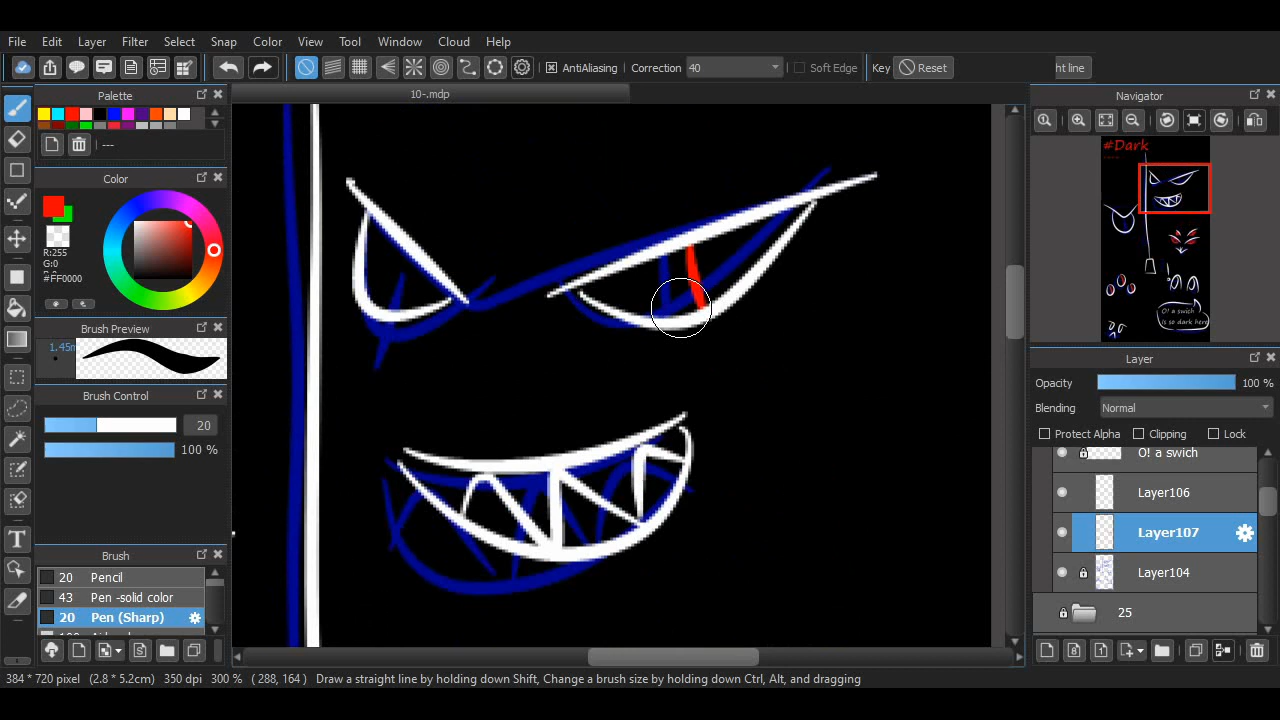 File Edit Layer Filter Select Snap Color View Tool Window Cloud Help
AntiAliasing Correction 40 Soft Edge Key Reset ht line
Palette
10-.mdp
Navigator
---
#Dark
Color
R:255
G:0
#FF0000
O! a swich
is so dark here
Brush Preview
1.45m
Layer
Opacity 100 %
Brush Control
Blending Normal
20
Protect Alpha Clipping Lock
100 %
O! a swich
Layer106
Layer107
Layer104
25
Brush
20 Pencil
43 Pen -solid color
20 Pen (Sharp)
384 * 720 pixel (2.8 * 5.2cm) 350 dpi 300 % ( 288, 164 ) Draw a straight line by holding down Shift, Change a brush size by holding down Ctrl, Alt, and dragging